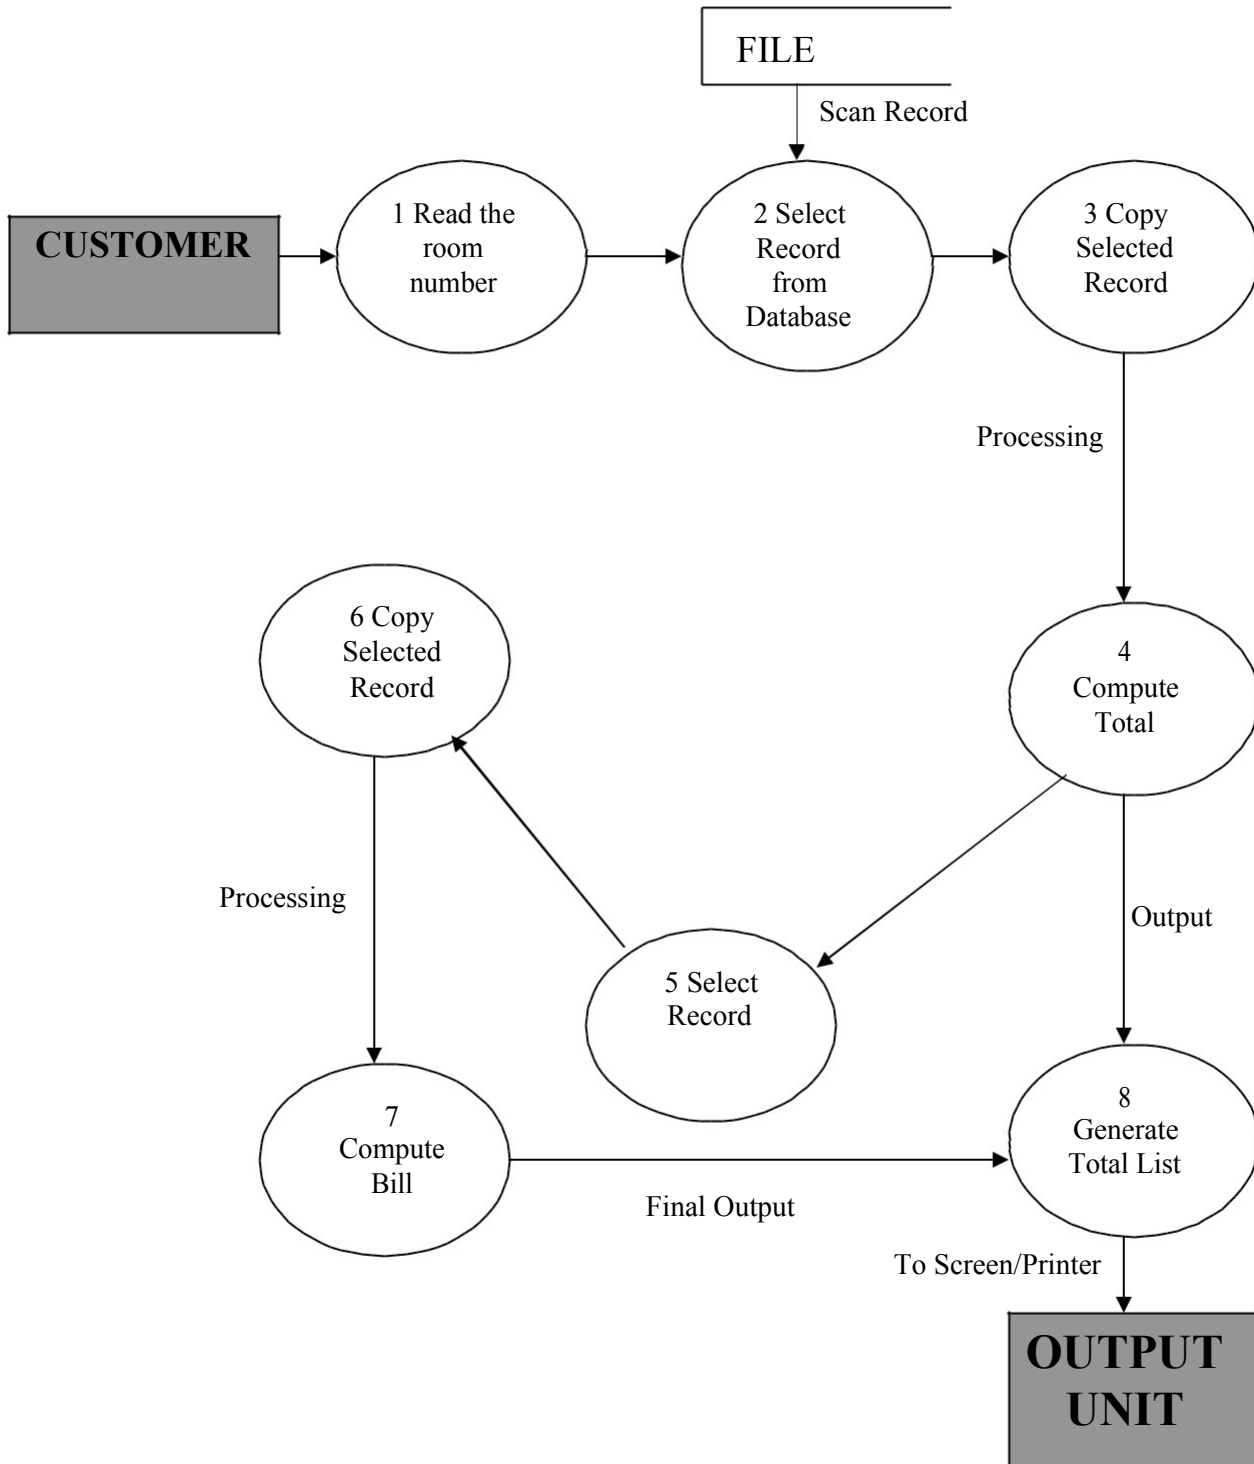 FILE
Scan Record
CUSTOMER
1 Read the
room
number
2 Select
Record
from
Database
3 Copy
Selected
Record
Processing
6 Copy
Selected
Record
4
Compute
Total
Processing
Output
5 Select
Record
7
Compute
Bill
8
Generate
Total List
Final Output
To Screen/Printer
OUTPUT
UNIT